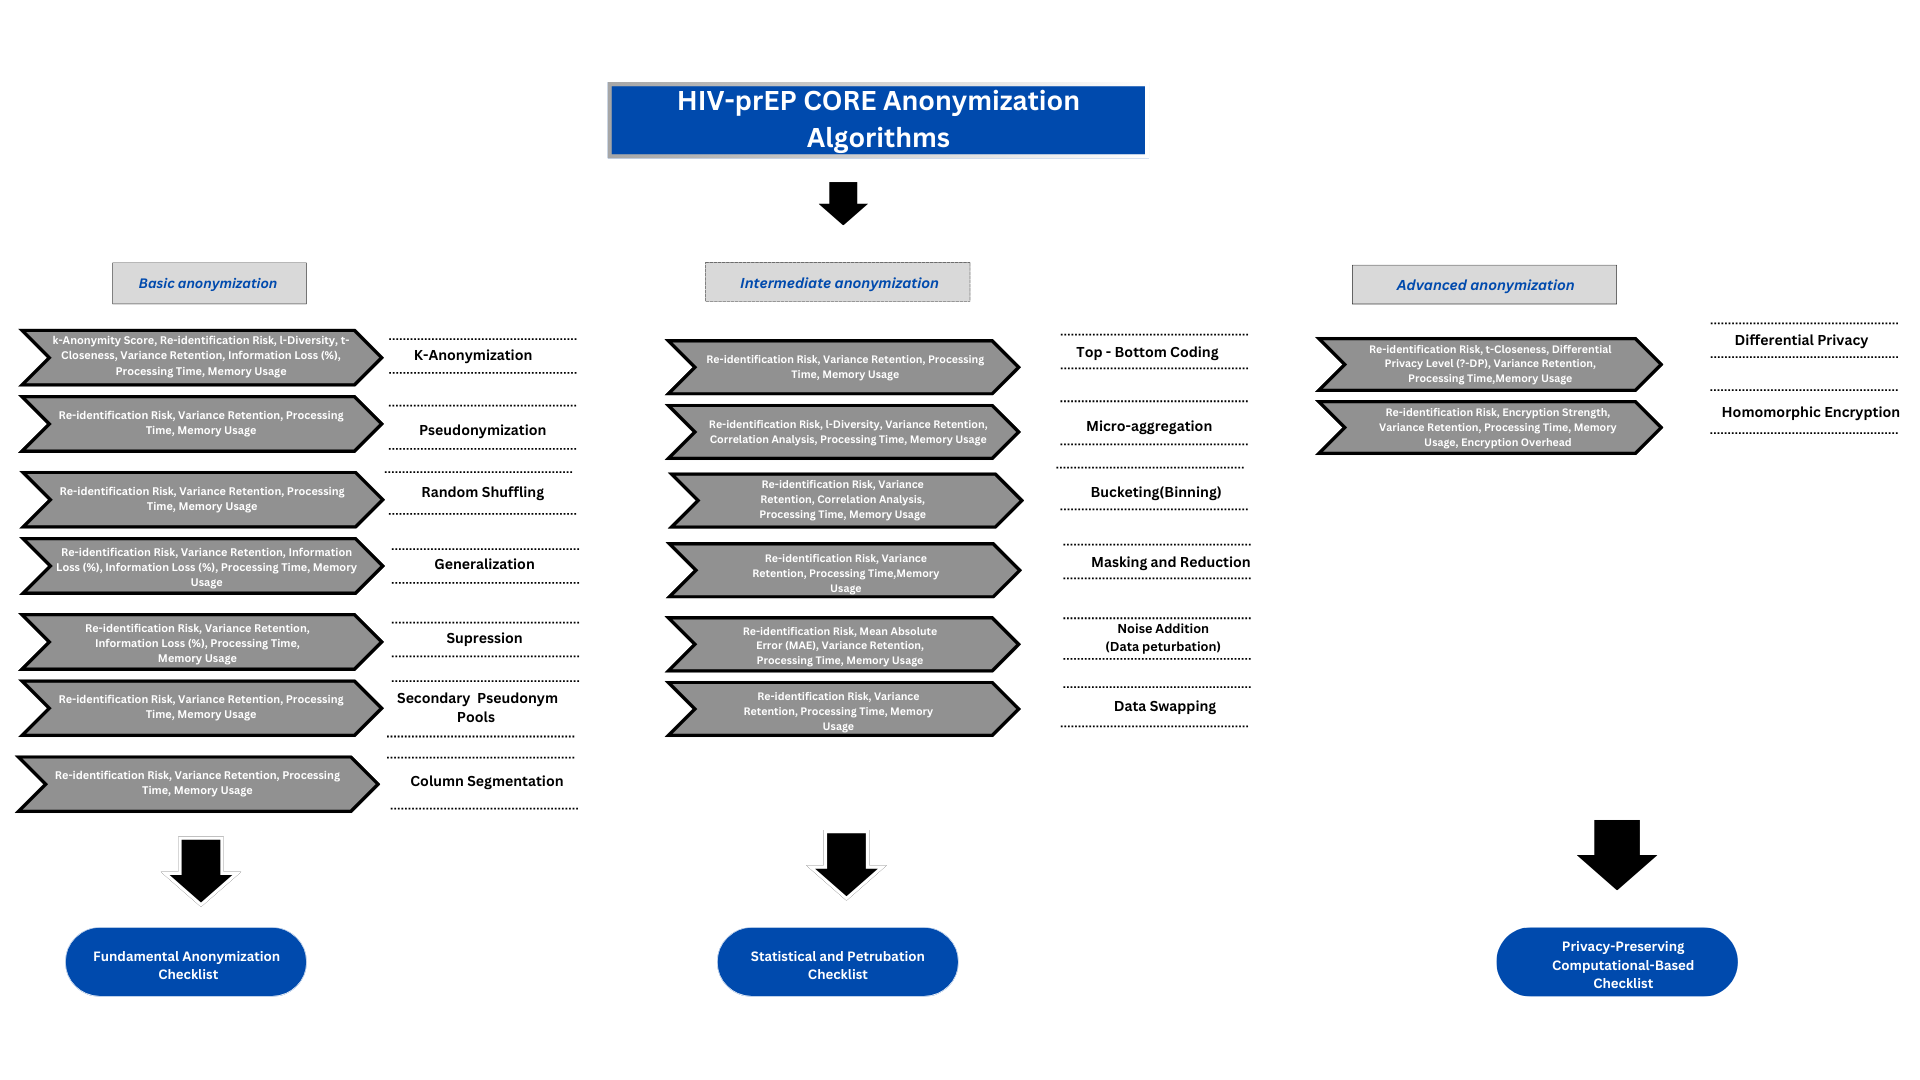 HIV-prEP CORE Anonymization
Algorithms
Basic anonymization
k-Anonymity Score, Re-identification Risk, l-Diversity, t-
Closeness, Variance Retention, Information Loss (%),
Processing Time, Memory Usage
K-Anonymization
Re-identification Risk, Variance Retention, Processing
Time, Memory Usage
Pseudonymization
Re-identification Risk, Variance Retention, Processing
Time, Memory Usage
Random Shuffling
Re-identification Risk, Variance Retention, Information
Loss (%), Information Loss (%), Processing Time, Memory
Usage
Generalization
Re-identification Risk, Variance Retention,
Information Loss (%), Processing Time,
Memory Usage
Supression
Re-identification Risk, Variance Retention, Processing
Time, Memory Usage
Secondary  Pseudonym
Pools
Re-identification Risk, Variance Retention, Processing
Time, Memory Usage
Column Segmentation
Fundamental Anonymization
Checklist
Intermediate anonymization
Re-identification Risk, Variance Retention, Processing
Time, Memory Usage
Top - Bottom Coding
Re-identification Risk, l-Diversity, Variance Retention,
Correlation Analysis, Processing Time, Memory Usage
Micro-aggregation
Re-identification Risk, Variance
Retention, Correlation Analysis,
Processing Time, Memory Usage
Bucketing(Binning)
Re-identification Risk, Variance
Retention, Processing Time,Memory
Usage
Masking and Reduction
Re-identification Risk, Mean Absolute
Error (MAE), Variance Retention,
Processing Time, Memory Usage
Noise Addition
(Data peturbation)
Re-identification Risk, Variance
Retention, Processing Time, Memory
Usage
Data Swapping
Statistical and Petrubation
Checklist
Advanced anonymization
Re-identification Risk, t-Closeness, Differential
Privacy Level (?-DP), Variance Retention,
Processing Time,Memory Usage
Differential Privacy
Re-identification Risk, Encryption Strength,
Variance Retention, Processing Time, Memory
Usage, Encryption Overhead
Homomorphic Encryption
Privacy-Preserving
Computational-Based
Checklist